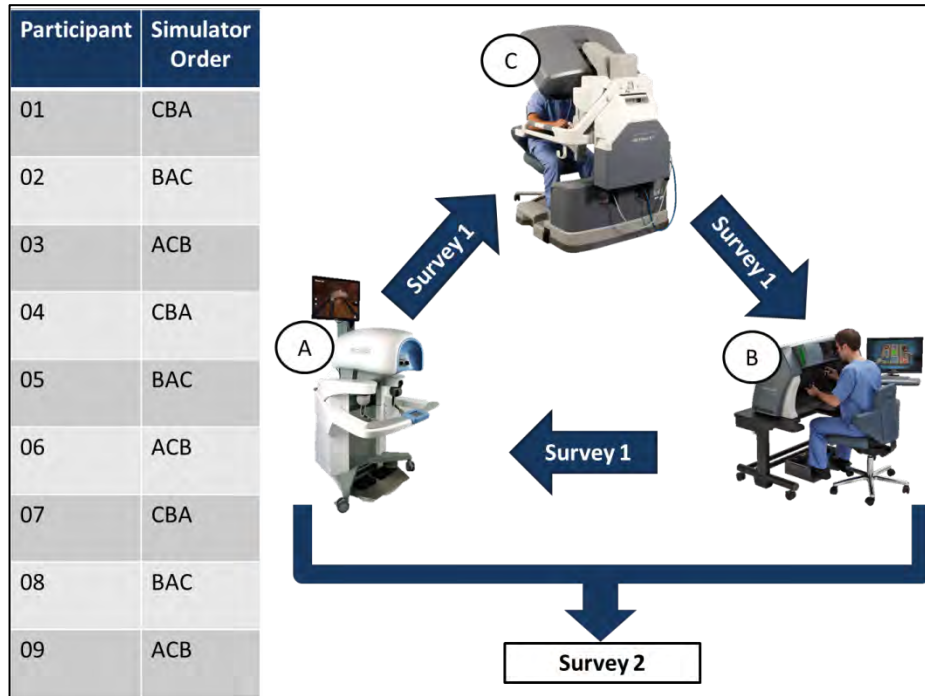 Participant
Simulator
Order
01
CBA
02
BAC
03
ACB
04
CBA
05
BAC
06
ACB
07
CBA
08
BAC
09
ACB
C
Survey 1
Survey 1
A
B
Survey 1
Survey 2